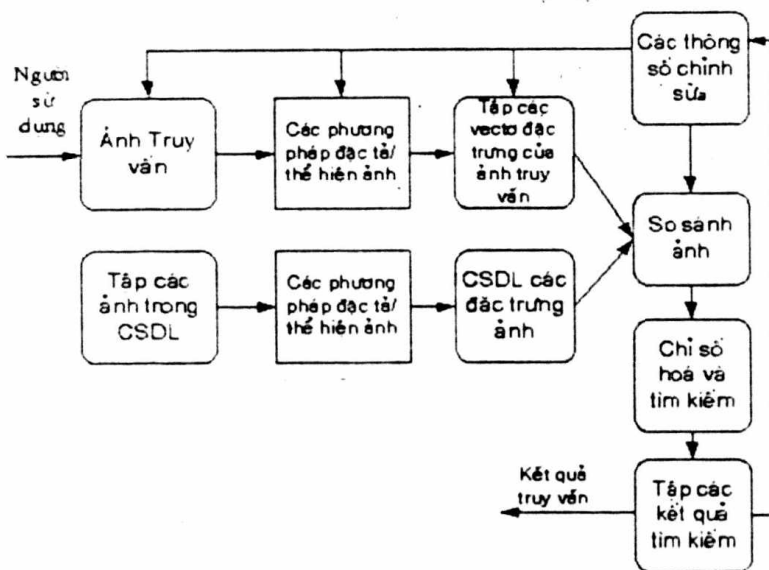 Các thông
số chỉnh
sửa
Người
sử
dụng
Ảnh Truy
vấn
Các phương
pháp đặc tả/
thể hiện ảnh
Tập các
vectơ đặc
trưng của
ảnh truy
vấn
So sánh
ảnh
Tập các
ảnh trong
CSDL
Các phương
pháp đặc tả/
thể hiện ảnh
CSDL các
đặc trưng
ảnh
Chỉ số
hoá và
tìm kiếm
Kết quả
truy vấn
Tập các
kết quả
tìm kiếm